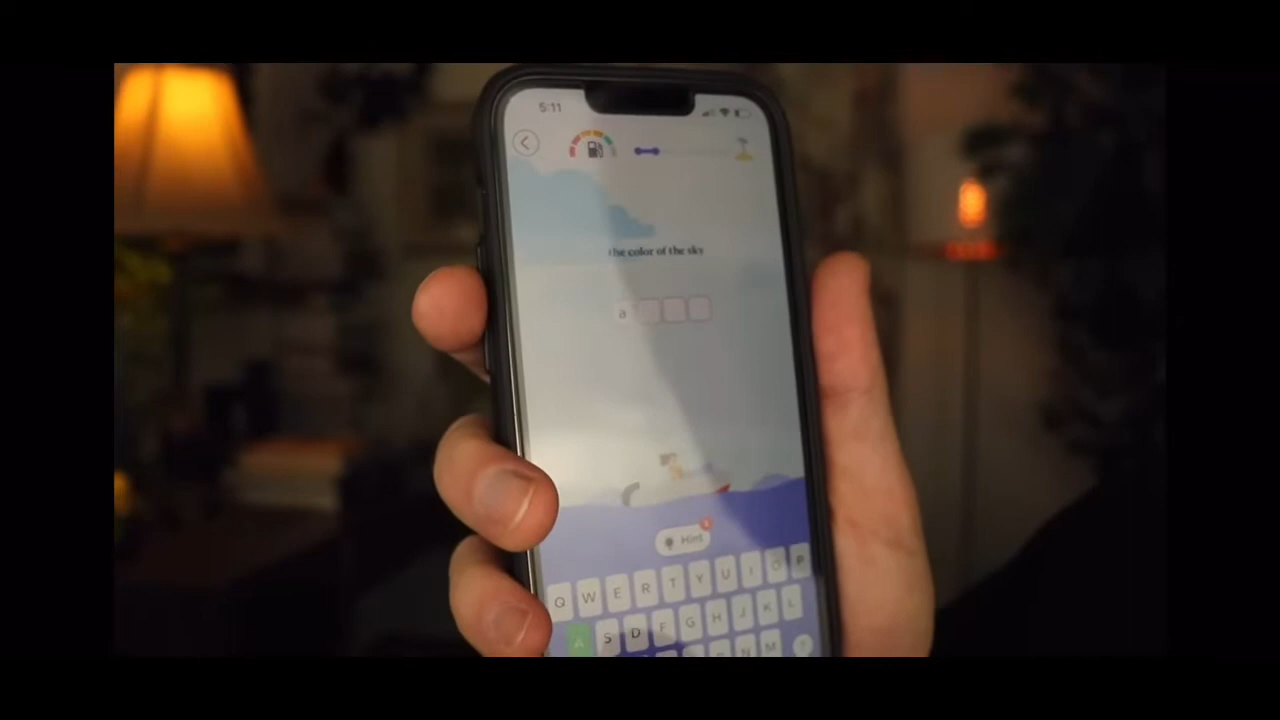 5:11
the color of the sky
a
Hint
Q W E R T Y U I O P
A S D F G H J K L
N M